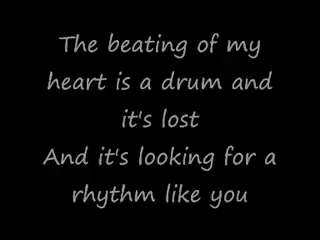 The beating of my
heart is a drum and
it's lost
And it's looking for a
rhythm like you